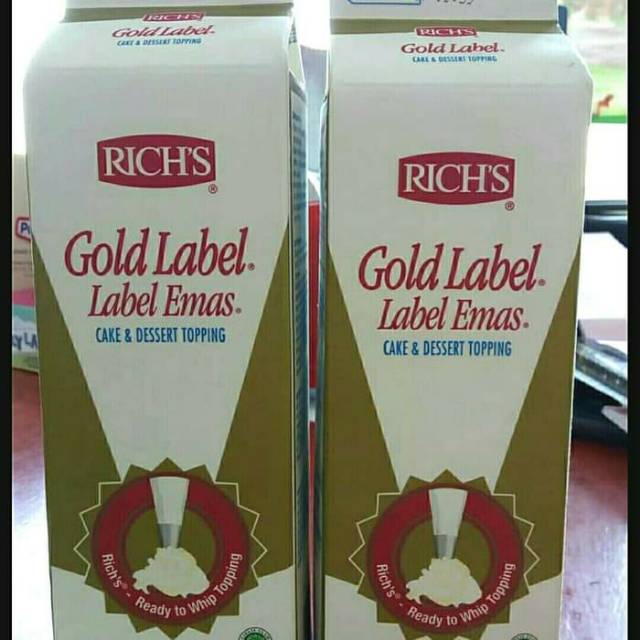 RICH'S
Gold Label.
CAKE & DESSERT TOPPING
RICH'S®
Gold Label®
Label Emas®
CAKE & DESSERT TOPPING
Rich's® - Ready to Whip Topping
RICH'S
Gold Label.
CAKE & DESSERT TOPPING
RICH'S®
Gold Label®
Label Emas®
CAKE & DESSERT TOPPING
Rich's® - Ready to Whip Topping